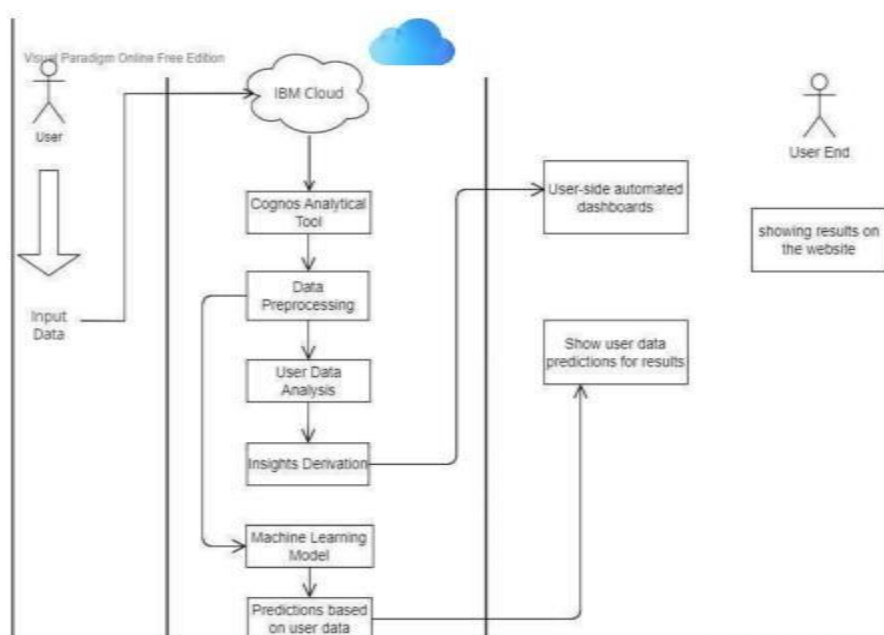 Visual Paradigm Online Free Edition
User
Input
Data
IBM Cloud
Cognos Analytical
Tool
Data
Preprocessing
User Data
Analysis
Insights Derivation
Machine Learning
Model
Predictions based
on user data
User-side automated
dashboards
Show user data
predictions for results
User End
showing results on
the website